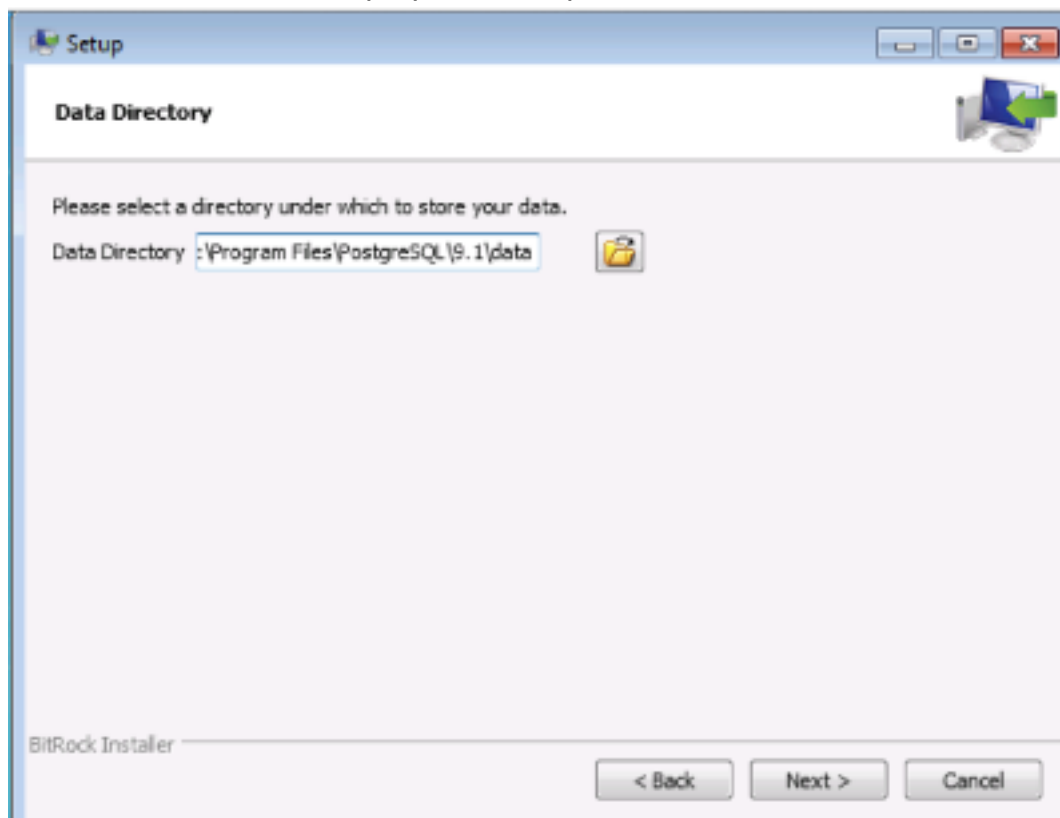 Setup
Data Directory
Please select a directory under which to store your data.
Data Directory :\Program Files\PostgreSQL\9.1\data
BitRock Installer
< Back Next > Cancel